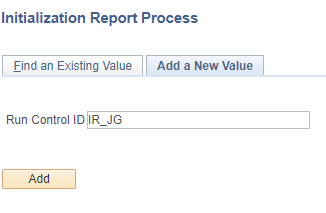 Initialization Report Process
Find an Existing Value Add a New Value
Run Control ID IR_JG
Add